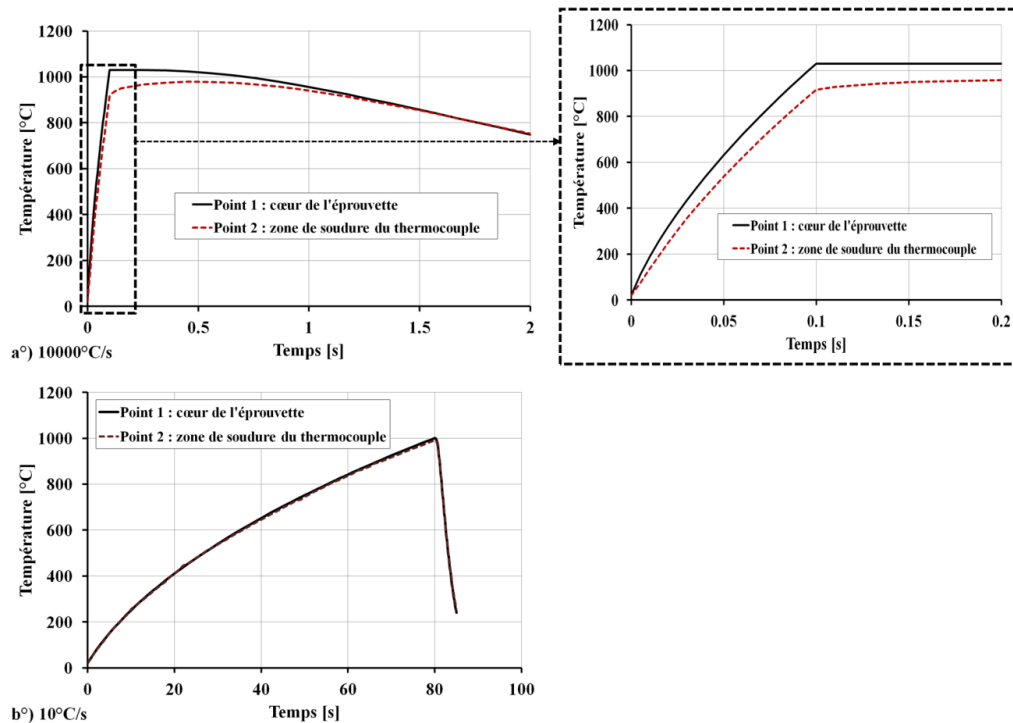 1200
1000
800
600
400
200
0
Température [°C]
Point 1 : cœur de l'éprouvette
Point 2 : zone de soudure du thermocouple
0
0.5
1
1.5
2
Temps [s]
a°) 10000°C/s
1200
1000
800
600
400
200
0
Température [°C]
Point 1 : cœur de l'éprouvette
Point 2 : zone de soudure du thermocouple
0
0.05
0.1
0.15
0.2
Temps [s]
1200
1000
800
600
400
200
0
Température [°C]
Point 1 : cœur de l'éprouvette
Point 2 : zone de soudure du thermocouple
0
20
40
60
80
100
Temps [s]
b°) 10°C/s